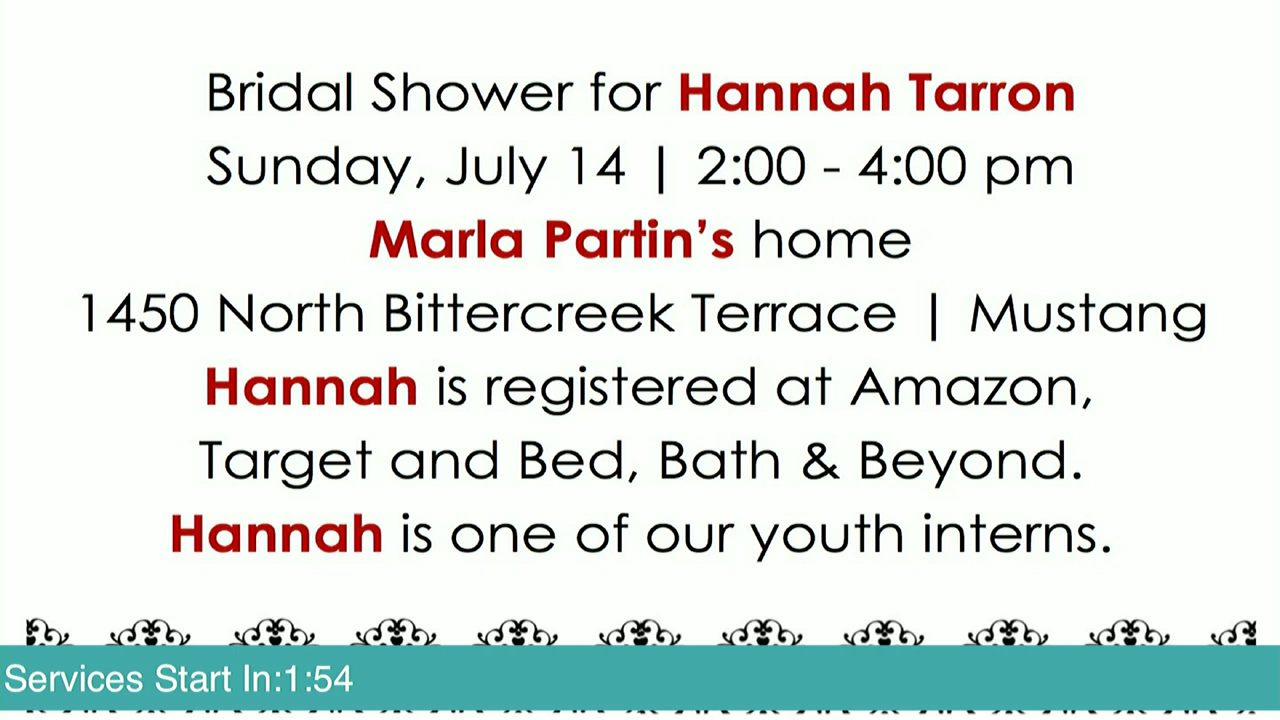 Bridal Shower for Hannah Tarron
Sunday, July 14 | 2:00 - 4:00 pm
Marla Partin’s home
1450 North Bittercreek Terrace | Mustang
Hannah is registered at Amazon,
Target and Bed, Bath & Beyond.
Hannah is one of our youth interns.
Services Start In:1:54